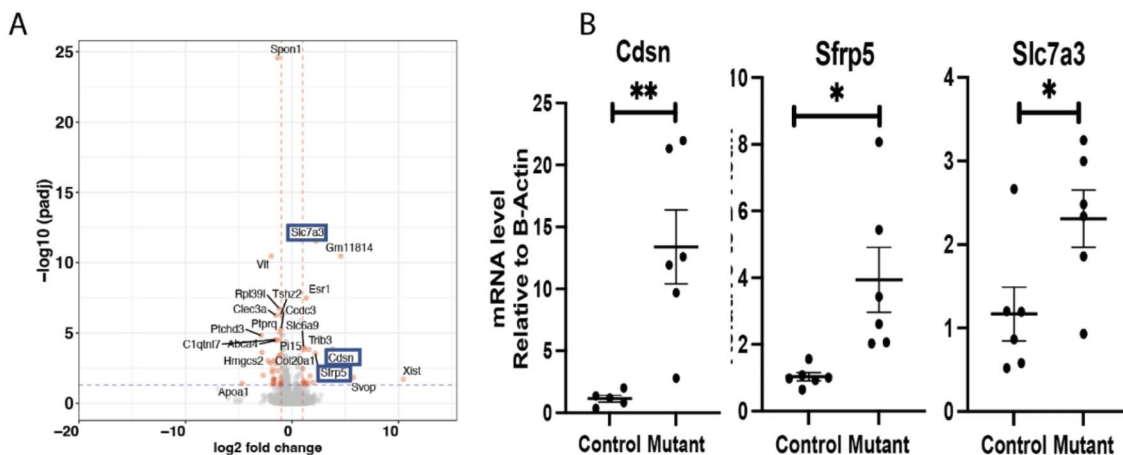 A
Spon1
25
20
15
10
5
0
-log10 (padj)
Slc7a3
Gm11814
Vit
Esr1
Rpl39l
Tshz2
Clec3a
Ccdc3
Ptprq
Slc6a9
Ptchd3
C1qtnf7
Abca4
Pi15
Trib3
Hmgcs2
Col20a1
Cdsn
Sfrp5
Svop
Xist
Apoa1
-20
-10
0
10
log2 fold change
B
Cdsn
**
25
20
15
10
5
0
mRNA level
Relative to B-Actin
Control Mutant
Sfrp5
*
10
8
6
4
2
0
Control Mutant
Slc7a3
*
4
3
2
1
0
Control Mutant